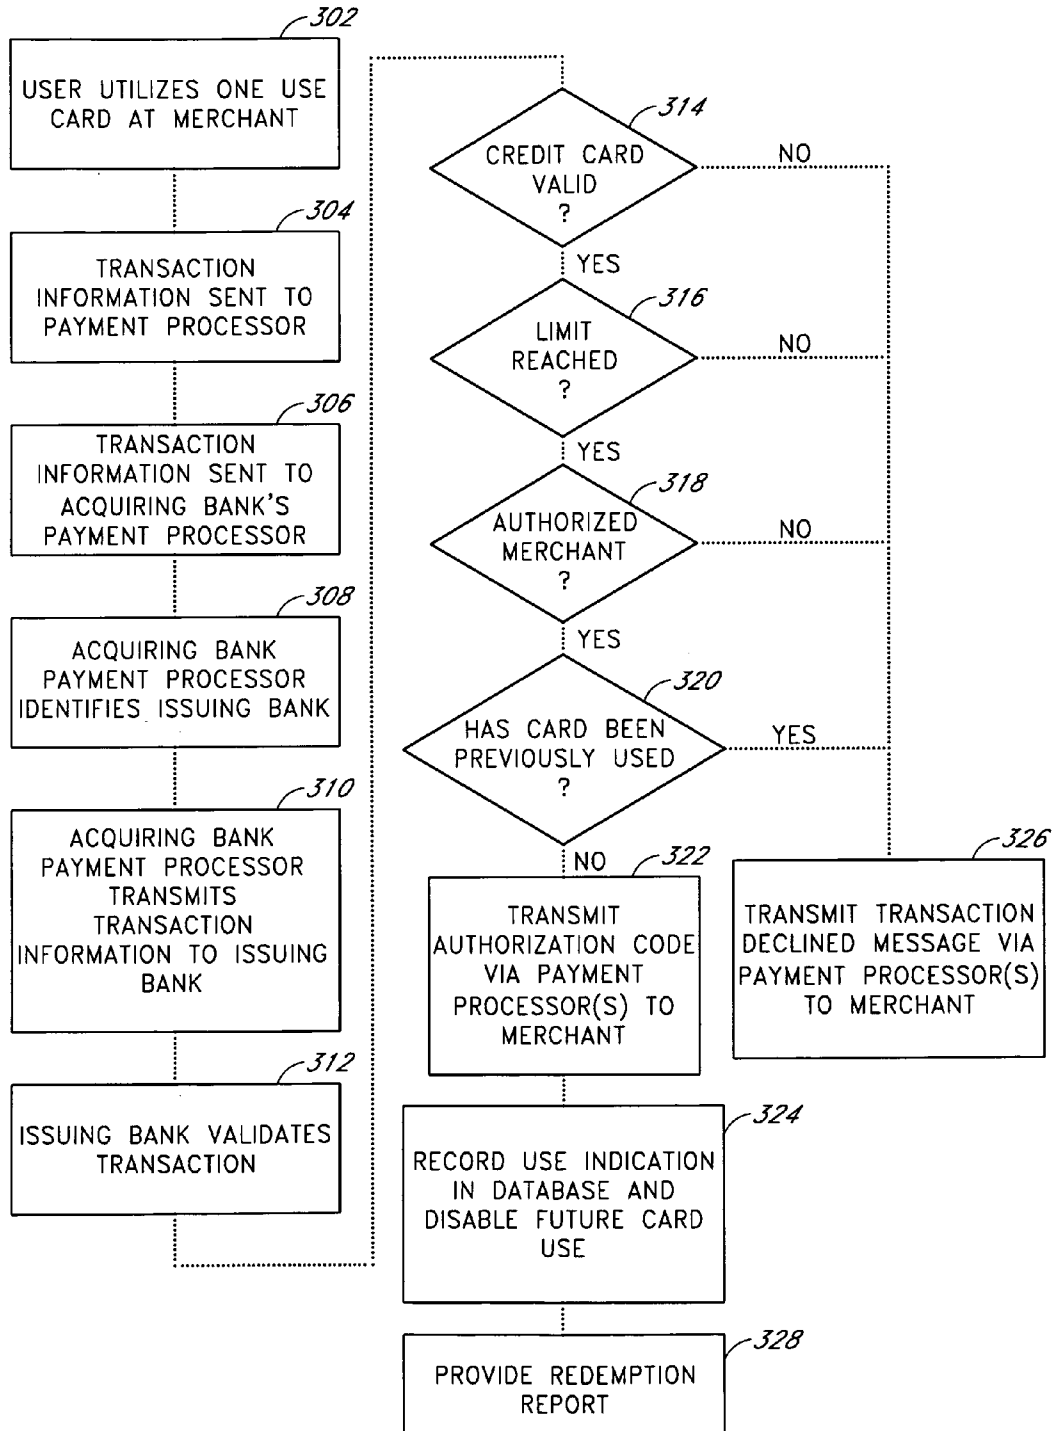 302
USER UTILIZES ONE USE
CARD AT MERCHANT
304
TRANSACTION
INFORMATION SENT TO
PAYMENT PROCESSOR
306
TRANSACTION
INFORMATION SENT TO
ACQUIRING BANK'S
PAYMENT PROCESSOR
308
ACQUIRING BANK
PAYMENT PROCESSOR
IDENTIFIES ISSUING BANK
310
ACQUIRING BANK
PAYMENT PROCESSOR
TRANSMITS
TRANSACTION
INFORMATION TO ISSUING
BANK
312
ISSUING BANK VALIDATES
TRANSACTION
314
CREDIT CARD
VALID
?
NO
YES
316
LIMIT
REACHED
?
NO
YES
318
AUTHORIZED
MERCHANT
?
NO
YES
320
HAS CARD BEEN
PREVIOUSLY USED
?
YES
NO
322
TRANSMIT
AUTHORIZATION CODE
VIA PAYMENT
PROCESSOR(S) TO
MERCHANT
326
TRANSMIT TRANSACTION
DECLINED MESSAGE VIA
PAYMENT PROCESSOR(S)
TO MERCHANT
324
RECORD USE INDICATION
IN DATABASE AND
DISABLE FUTURE CARD
USE
328
PROVIDE REDEMPTION
REPORT